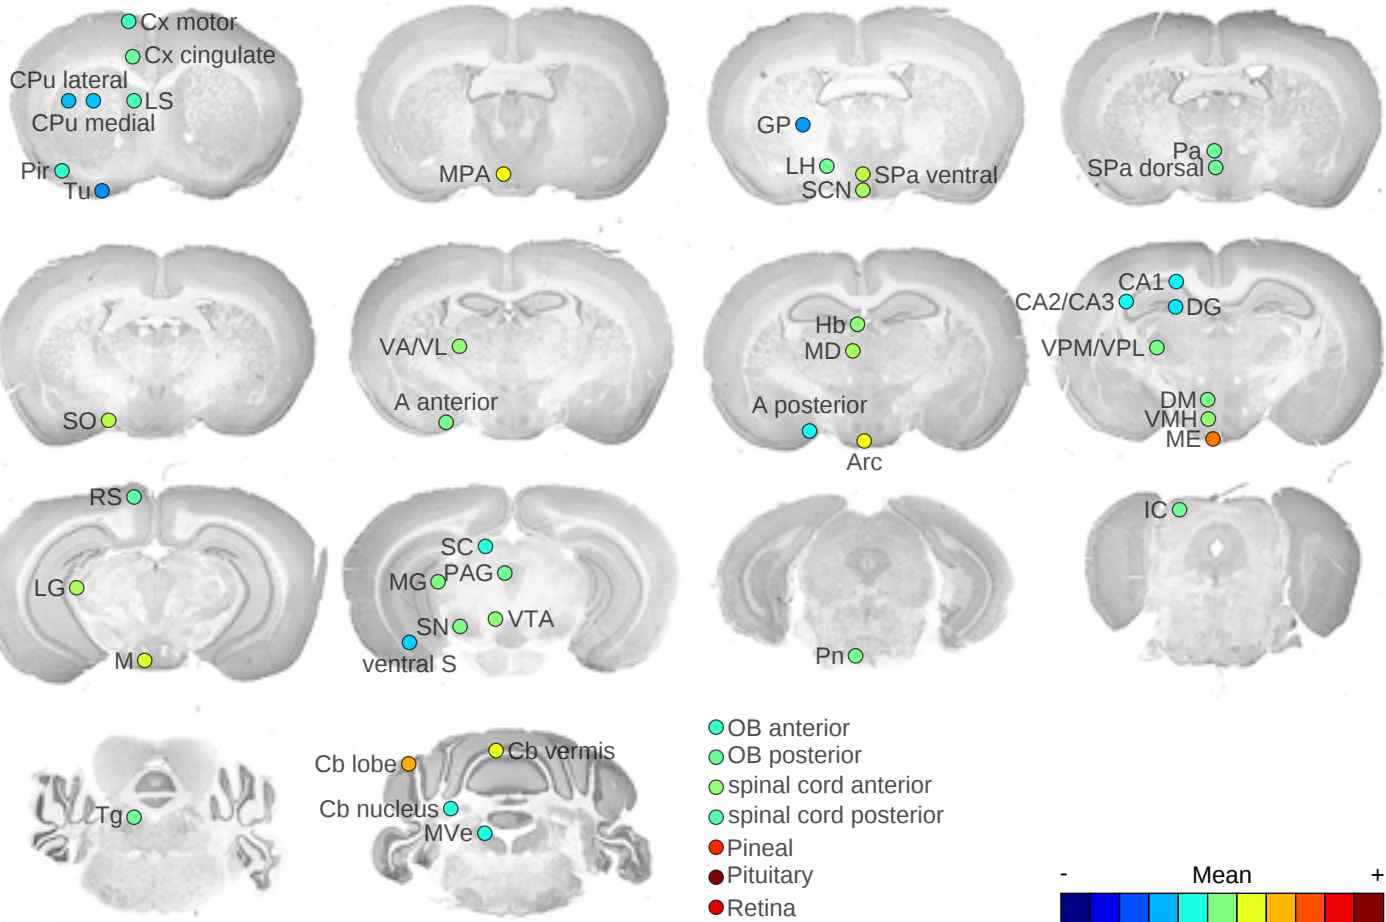 Cx motor
Cx cingulate
CPu lateral
LS
CPu medial
Pir
Tu
MPA
GP
LH
SPa ventral
SCN
Pa
SPa dorsal
SO
VA/VL
A anterior
Hb
MD
A posterior
Arc
CA1
CA2/CA3
DG
VPM/VPL
DM
VMH
ME
RS
LG
M
SC
MG
PAG
SN
VTA
ventral S
Pn
IC
Tg
Cb lobe
Cb vermis
Cb nucleus
MVe
OB anterior
OB posterior
spinal cord anterior
spinal cord posterior
Pineal
Pituitary
Retina
- Mean +